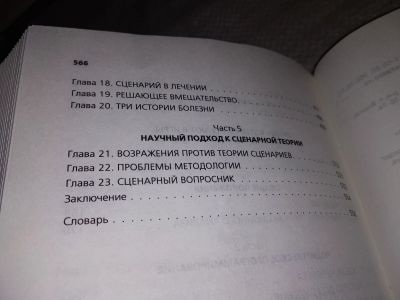 566
Глава 18. СЦЕНАРИЙ В ЛЕЧЕНИИ
Глава 19. РЕШАЮЩЕЕ ВМЕШАТЕЛЬСТВО
Глава 20. ТРИ ИСТОРИИ БОЛЕЗНИ
Часть 5
НАУЧНЫЙ ПОДХОД К СЦЕНАРНОЙ ТЕОРИИ
Глава 21. ВОЗРАЖЕНИЯ ПРОТИВ ТЕОРИИ СЦЕНАРИЕВ
Глава 22. ПРОБЛЕМЫ МЕТОДОЛОГИИ
Глава 23. СЦЕНАРНЫЙ ВОПРОСНИК
Заключение
Словарь